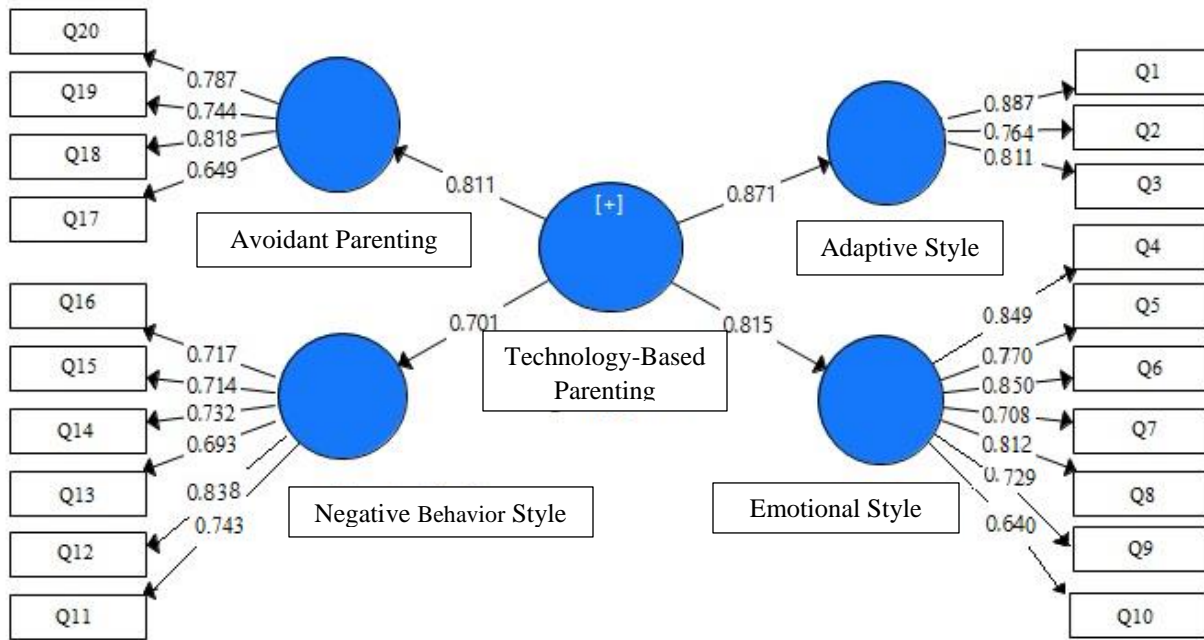 Q20
Q19
Q18
Q17
0.787
0.744
0.818
0.649
Avoidant Parenting
0.811
Q16
Q15
Q14
Q13
Q12
Q11
0.717
0.714
0.732
0.693
0.838
0.743
Negative Behavior Style
0.701
[+]
Technology-Based
Parenting
0.871
0.815
Adaptive Style
0.887
0.764
0.811
Q1
Q2
Q3
Emotional Style
0.849
0.770
0.850
0.708
0.812
0.729
0.640
Q4
Q5
Q6
Q7
Q8
Q9
Q10